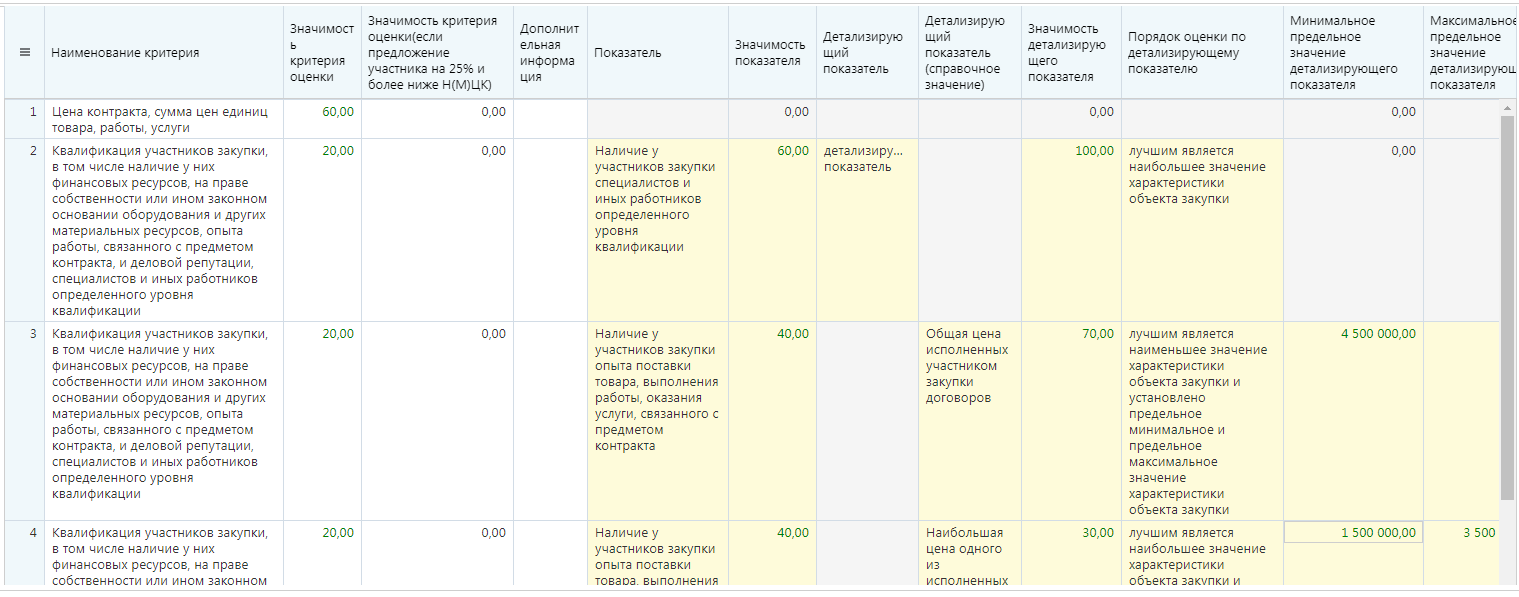 Наименование критерия
Значимост
ь
критерия
оценки
Значимость критерия
оценки(если
предложение
участника на 25% и
более ниже Н(М)ЦК)
Дополнит
ельная
информа
ция
Показатель
Значимость
показателя
Детализирую
щий
показатель
Детализирую
щий
показатель
(справочное
значение)
Значимость
детализирую
щего
показателя
Порядок оценки по
детализирующему
показателю
Минимальное
предельное
значение
детализирующего
показателя
Максимальное
предельное
значение
детализирующ
показателя
1
Цена контракта, сумма цен единиц
товара, работы, услуги
60,00
0,00
0,00
0,00
0,00
2
Квалификация участников закупки,
в том числе наличие у них
финансовых ресурсов, на праве
собственности или ином законном
основании оборудования и других
материальных ресурсов, опыта
работы, связанного с предметом
контракта, и деловой репутации,
специалистов и иных работников
определенного уровня
квалификации
20,00
0,00
Наличие у
участников закупки
специалистов и
иных работников
определенного
уровня
квалификации
60,00
детализиру...
показатель
100,00
лучшим является
наибольшее значение
характеристики
объекта закупки
0,00
3
Квалификация участников закупки,
в том числе наличие у них
финансовых ресурсов, на праве
собственности или ином законном
основании оборудования и других
материальных ресурсов, опыта
работы, связанного с предметом
контракта, и деловой репутации,
специалистов и иных работников
определенного уровня
квалификации
20,00
0,00
Наличие у
участников закупки
опыта поставки
товара, выполнения
работы, оказания
услуги, связанного с
предметом
контракта
40,00
Общая цена
исполненных
участником
закупки
договоров
70,00
лучшим является
наименьшее значение
характеристики
объекта закупки и
установлено
предельное
минимальное и
предельное
максимальное
значение
характеристики
объекта закупки
4 500 000,00
4
Квалификация участников закупки,
в том числе наличие у них
финансовых ресурсов, на праве
собственности или ином законном
20,00
0,00
Наличие у
участников закупки
опыта поставки
товара, выполнения
40,00
Наибольшая
цена одного
из
исполненных
30,00
лучшим является
наибольшее значение
характеристики
объекта закупки и
1 500 000,00
3 500